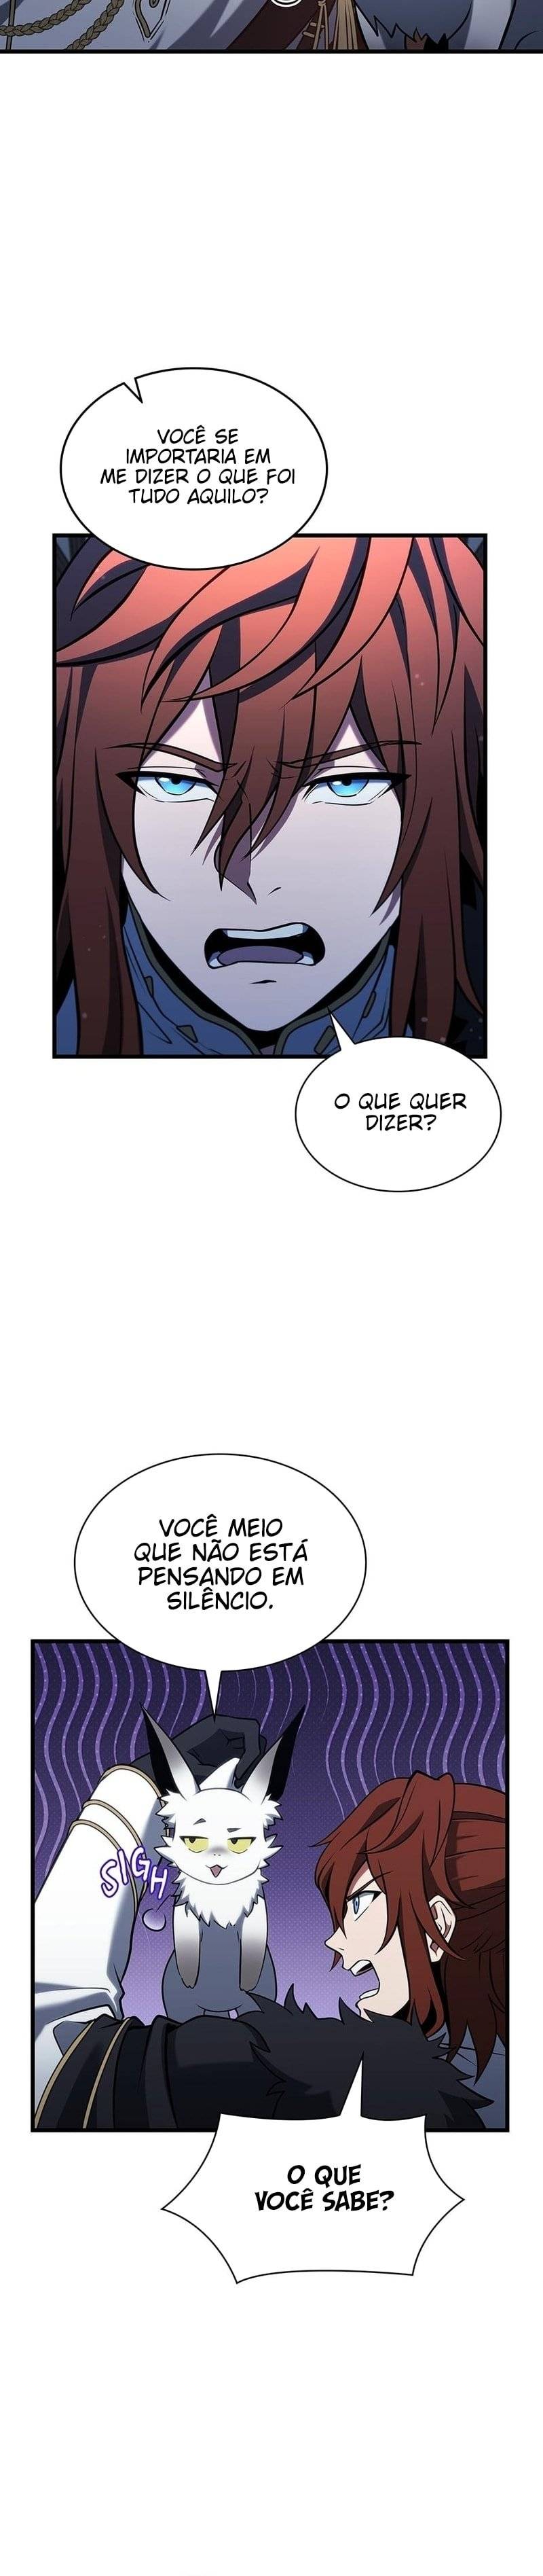 VOCÊ SE
IMPORTARIA EM
ME DIZER O QUE FOI
TUDO AQUILO?
O QUE QUER
DIZER?
VOCÊ MEIO
QUE NÃO ESTÁ
PENSANDO EM
SILÊNCIO.
SIGH
O QUE
VOCÊ SABE?